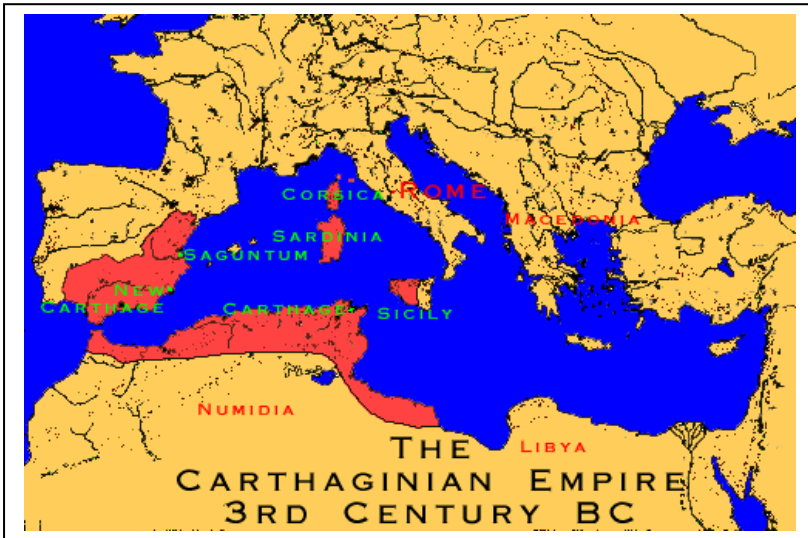 CORSICA
ROME
MACEDONIA
SARDINIA
SAGUNTUM
NEW
CARTHAGE
CARTHAGE
SICILY
NUMIDIA
LIBYA
THE
CARTHAGINIAN EMPIRE
3RD CENTURY BC